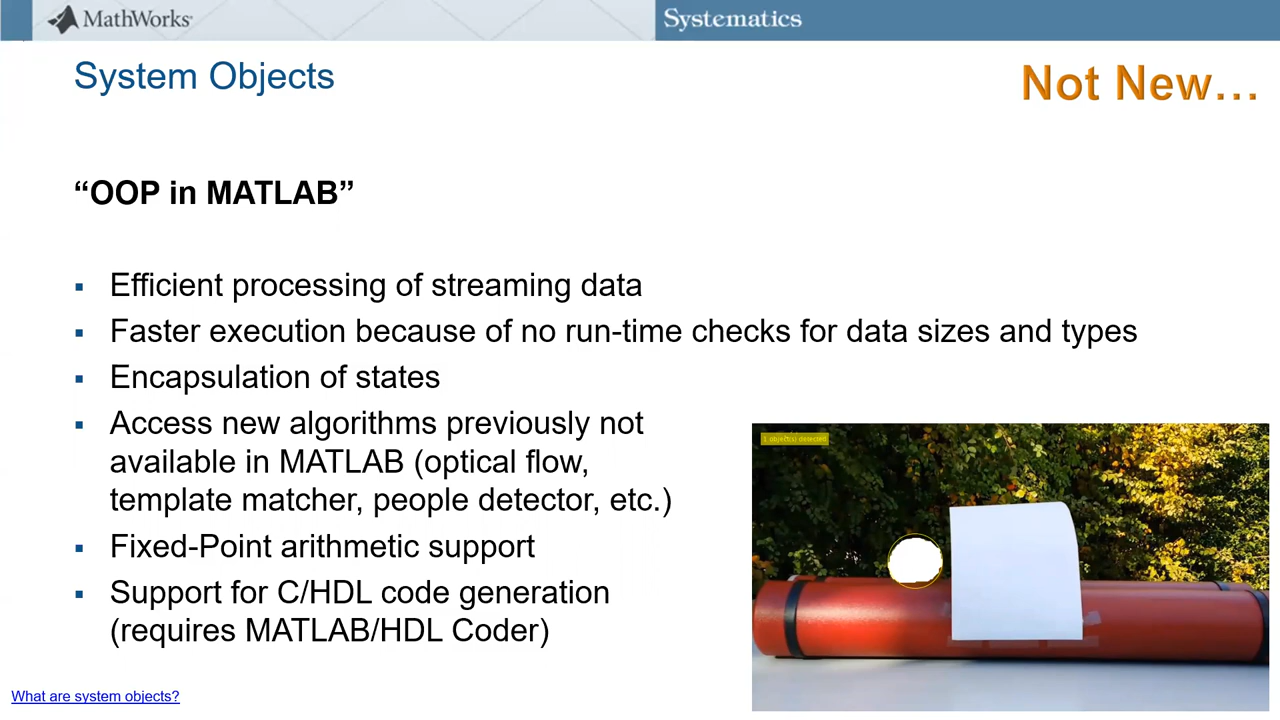 MathWorks
Systematics
System Objects
Not New…
“OOP in MATLAB”
Efficient processing of streaming data
Faster execution because of no run-time checks for data sizes and types
Encapsulation of states
Access new algorithms previously not
available in MATLAB (optical flow,
template matcher, people detector, etc.)
Fixed-Point arithmetic support
Support for C/HDL code generation
(requires MATLAB/HDL Coder)
1 object(s) detected
What are system objects?